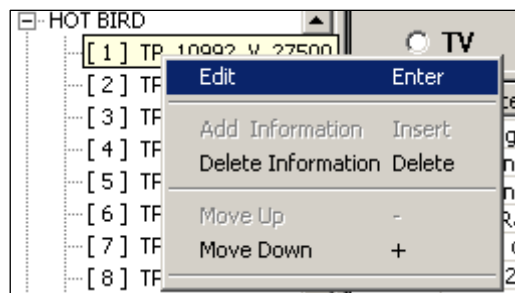 HOT BIRD
TV
[ 1 ] TP 10992 V 27500
[ 2 ] TP
[ 3 ] TP
[ 4 ] TP
[ 5 ] TP
[ 6 ] TP
[ 7 ] TP
[ 8 ] TP
Edit Enter
Add Information Insert
Delete Information Delete
Move Up -
Move Down +